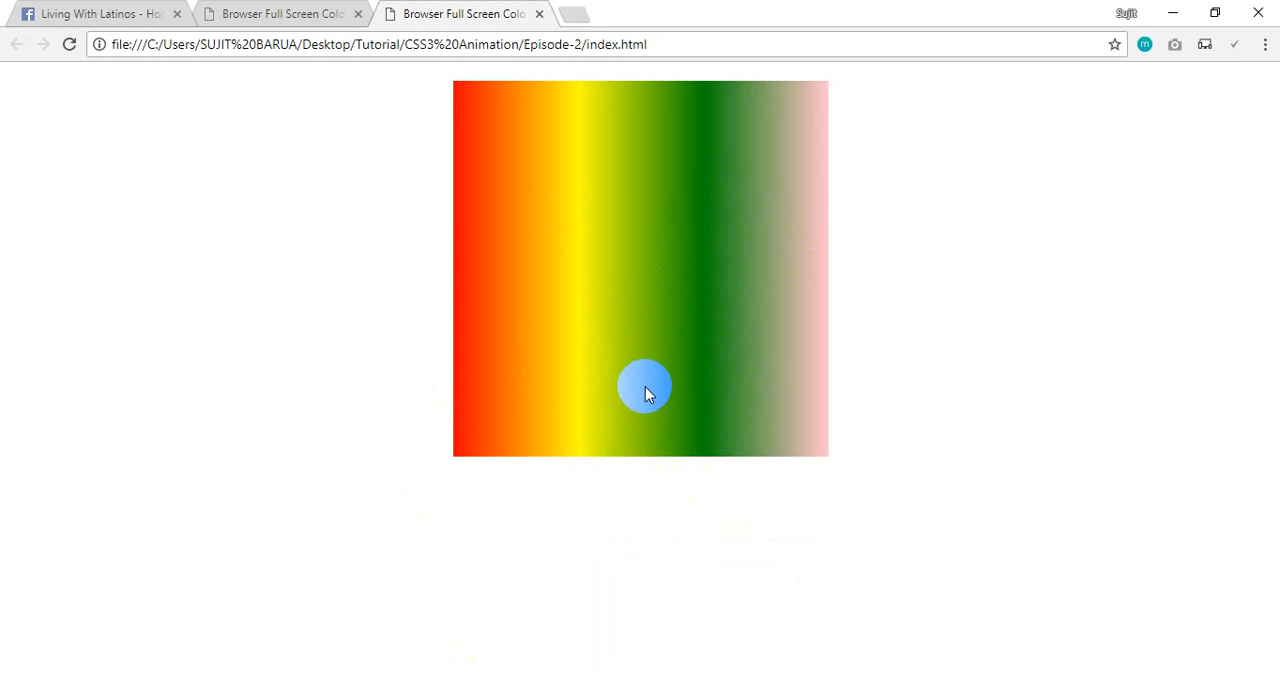 Living With Latinos - Ho
Browser Full Screen Colo
Browser Full Screen Colo
Sujit
file:///C:/Users/SUJIT%20BARUA/Desktop/Tutorial/CSS3%20Animation/Episode-2/index.html
m